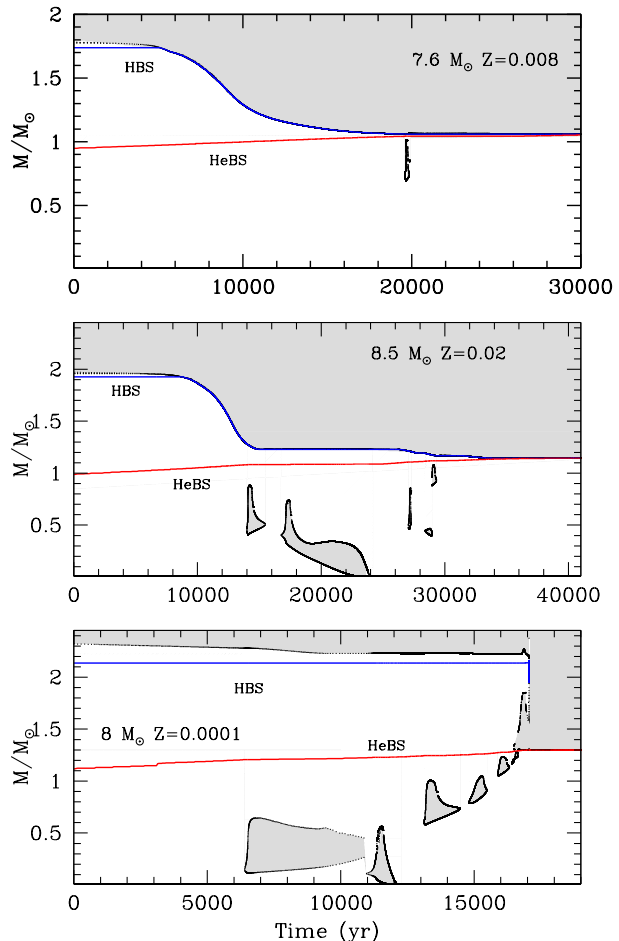 2
7.6 M☉ Z=0.008
HBS
1.5
M/M☉
1
HeBS
0.5
0 10000 20000 30000
2
8.5 M☉ Z=0.02
HBS
1.5
M/M☉
1
HeBS
0.5
0 10000 20000 30000 40000
2
HBS
1.5
8 M☉ Z=0.0001
HeBS
M/M☉
1
0.5
0 5000 10000 15000
Time (yr)